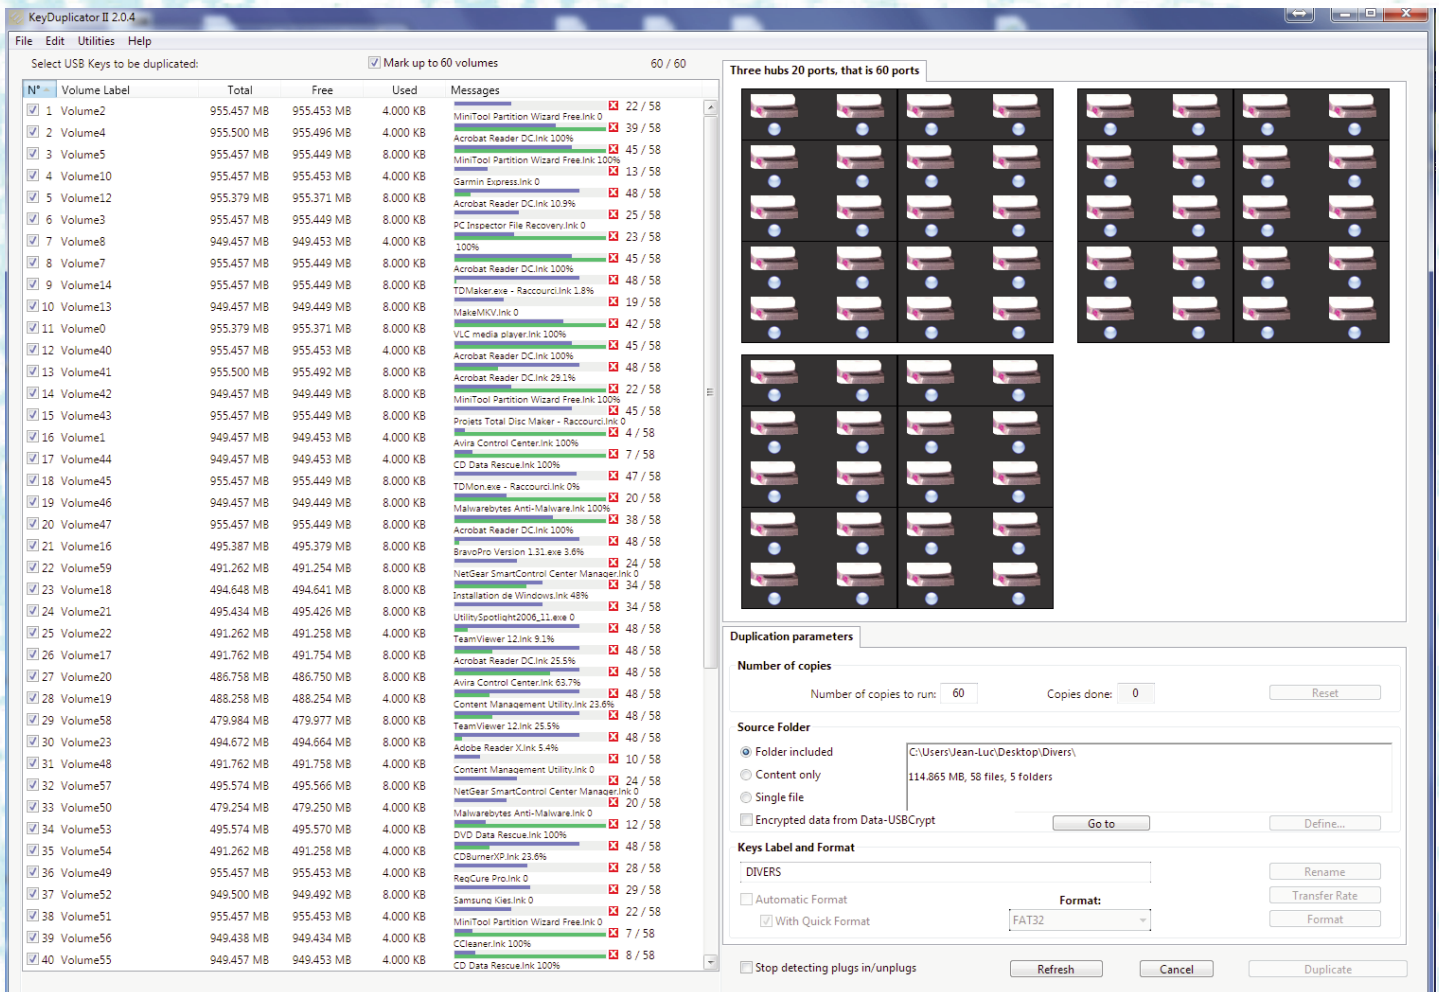 KeyDuplicator II 2.0.4
File Edit Utilities Help
Select USB Keys to be duplicated: Mark up to 60 volumes 60 / 60
N° Volume Label Total Free Used Messages
1 Volume2 955.457 MB 955.453 MB 4.000 KB 22 / 58
MiniTool Partition Wizard Free.lnk 0
2 Volume4 955.500 MB 955.496 MB 4.000 KB 39 / 58
Acrobat Reader DC.lnk 100%
3 Volume5 955.457 MB 955.449 MB 8.000 KB 45 / 58
MiniTool Partition Wizard Free.lnk 100%
4 Volume10 955.457 MB 955.453 MB 4.000 KB 13 / 58
Garmin Express.lnk 0
5 Volume12 955.379 MB 955.371 MB 8.000 KB 48 / 58
Acrobat Reader DC.lnk 10.9%
6 Volume3 955.457 MB 955.449 MB 8.000 KB 25 / 58
PC Inspector File Recovery.lnk 0
7 Volume8 949.457 MB 949.453 MB 4.000 KB 23 / 58
100%
8 Volume7 955.457 MB 955.449 MB 8.000 KB 45 / 58
Acrobat Reader DC.lnk 100%
9 Volume14 955.457 MB 955.449 MB 8.000 KB 48 / 58
TDMaker.exe - Raccourci.lnk 1.8%
10 Volume13 949.457 MB 949.449 MB 8.000 KB 19 / 58
MakeMKV.lnk 0
11 Volume0 955.379 MB 955.371 MB 8.000 KB 42 / 58
VLC media player.lnk 100%
12 Volume40 955.457 MB 955.453 MB 4.000 KB 45 / 58
Acrobat Reader DC.lnk 100%
13 Volume41 955.500 MB 955.492 MB 8.000 KB 48 / 58
Acrobat Reader DC.lnk 29.1%
14 Volume42 949.457 MB 949.449 MB 8.000 KB 22 / 58
MiniTool Partition Wizard Free.lnk 100%
15 Volume43 955.457 MB 955.449 MB 8.000 KB 45 / 58
Projets Total Disc Maker - Raccourci.lnk 0
16 Volume1 949.457 MB 949.453 MB 4.000 KB 4 / 58
Avira Control Center.lnk 100%
17 Volume44 949.457 MB 949.453 MB 4.000 KB 7 / 58
CD Data Rescue.lnk 100%
18 Volume45 955.457 MB 955.449 MB 8.000 KB 47 / 58
TDMon.exe - Raccourci.lnk 0%
19 Volume46 949.457 MB 949.449 MB 8.000 KB 20 / 58
Malwarebytes Anti-Malware.lnk 100%
20 Volume47 955.457 MB 955.449 MB 8.000 KB 38 / 58
Acrobat Reader DC.lnk 100%
21 Volume16 495.387 MB 495.379 MB 8.000 KB 48 / 58
BravoPro Version 1.31.exe 3.6%
22 Volume59 491.262 MB 491.254 MB 8.000 KB 24 / 58
NetGear SmartControl Center Manager.lnk 0
23 Volume18 494.648 MB 494.641 MB 8.000 KB 34 / 58
Installation de Windows.lnk 48%
24 Volume21 495.434 MB 495.426 MB 8.000 KB 34 / 58
UtilitySpotlight2006_11.exe 0
25 Volume22 491.262 MB 491.258 MB 4.000 KB 48 / 58
TeamViewer 12.lnk 9.1%
26 Volume17 491.762 MB 491.754 MB 8.000 KB 48 / 58
Acrobat Reader DC.lnk 25.5%
27 Volume20 486.758 MB 486.750 MB 8.000 KB 48 / 58
Avira Control Center.lnk 63.7%
28 Volume19 488.258 MB 488.254 MB 4.000 KB 48 / 58
Content Management Utility.lnk 23.6%
29 Volume58 479.984 MB 479.977 MB 8.000 KB 48 / 58
TeamViewer 12.lnk 25.5%
30 Volume23 494.672 MB 494.664 MB 8.000 KB 48 / 58
Adobe Reader X.lnk 5.4%
31 Volume48 491.762 MB 491.758 MB 4.000 KB 10 / 58
Content Management Utility.lnk 0
32 Volume57 495.574 MB 495.566 MB 8.000 KB 24 / 58
NetGear SmartControl Center Manager.lnk 0
33 Volume50 479.254 MB 479.250 MB 4.000 KB 20 / 58
Malwarebytes Anti-Malware.lnk 0
34 Volume53 495.574 MB 495.570 MB 4.000 KB 12 / 58
DVD Data Rescue.lnk 100%
35 Volume54 491.262 MB 491.258 MB 4.000 KB 48 / 58
CDBurnerXP.lnk 23.6%
36 Volume49 955.457 MB 955.453 MB 4.000 KB 28 / 58
RegCure Pro.lnk 0
37 Volume52 949.500 MB 949.492 MB 8.000 KB 29 / 58
Samsung Kies.lnk 0
38 Volume51 955.457 MB 955.453 MB 4.000 KB 22 / 58
MiniTool Partition Wizard Free.lnk 0
39 Volume56 949.438 MB 949.434 MB 4.000 KB 7 / 58
CCleaner.lnk 100%
40 Volume55 949.457 MB 949.453 MB 4.000 KB 8 / 58
CD Data Rescue.lnk 100%
Three hubs 20 ports, that is 60 ports
Duplication parameters
Number of copies
Number of copies to run: 60 Copies done: 0 Reset
Source Folder
Folder included C:\Users\Jean-Luc\Desktop\Divers\
Content only 114.865 MB, 58 files, 5 folders
Single file
Encrypted data from Data-USBCrypt Go to Define...
Keys Label and Format
DIVERS Rename
Automatic Format Format: Transfer Rate
With Quick Format FAT32 Format
Stop detecting plugs in/unplugs Refresh Cancel Duplicate